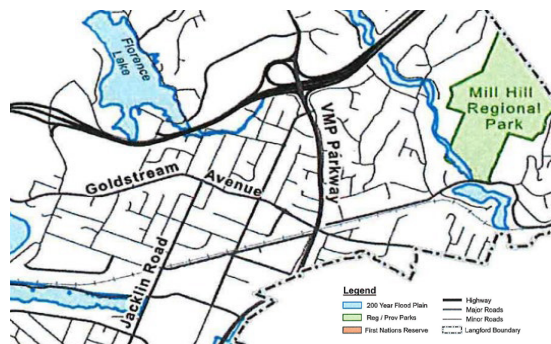 Florance
Lake
Mill Hill
Regional
Park
VMP Parkway
Goldstream
Avenue
Jacklin Road
Legend
200 Year Flood Plain
Reg / Prov Parks
First Nations Reserve
Highway
Major Roads
Minor Roads
Langford Boundary